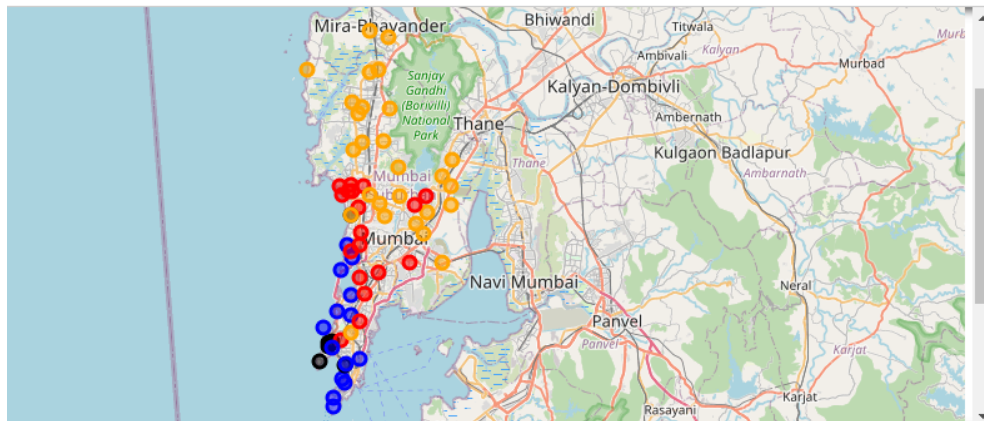 Mira-Bhayander
Bhiwandi
Titwala
Kalyan
Ambivali
Murbad
Sanjay
Gandhi
(Borivilli)
National
Park
Kalyan-Dombivli
Thane
Ambernath
Kulgaon Badlapur
Thane
Ambarnath
Mumbai
Mumbai
Navi Mumbai
Neral
Panvel
Panvel
Karjat
Karjat
Rasayani